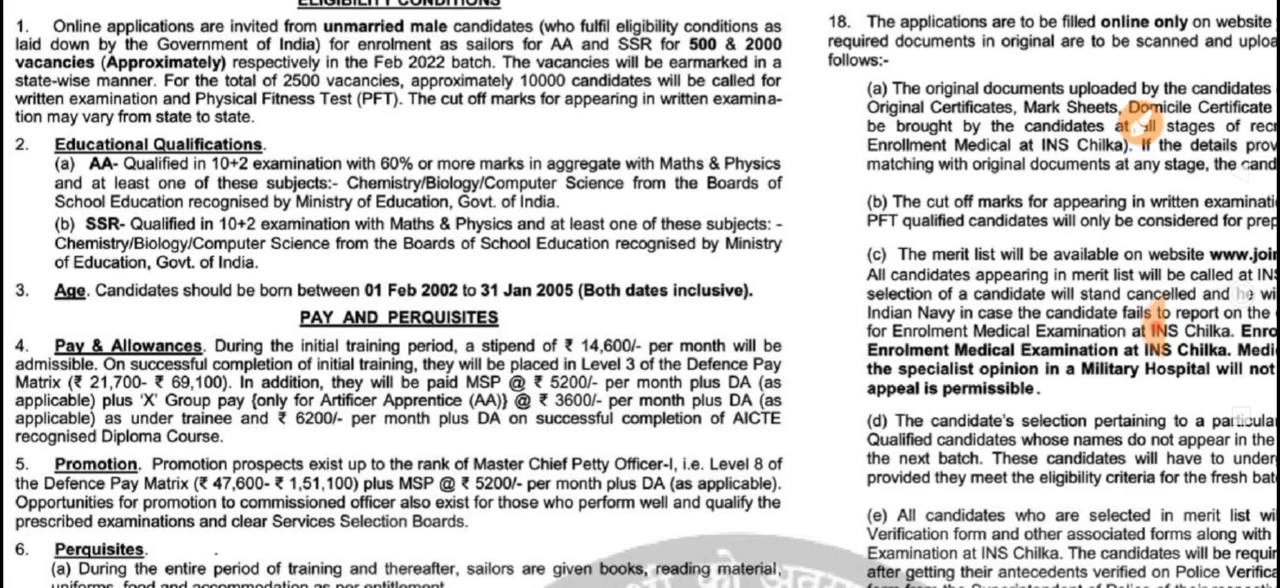 ELIGIBILITY CONDITIONS
1. Online applications are invited from unmarried male candidates (who fulfil eligibility conditions as
laid down by the Government of India) for enrolment as sailors for AA and SSR for 500 & 2000
vacancies (Approximately) respectively in the Feb 2022 batch. The vacancies will be earmarked in a
state-wise manner. For the total of 2500 vacancies, approximately 10000 candidates will be called for
written examination and Physical Fitness Test (PFT). The cut off marks for appearing in written examina-
tion may vary from state to state.
2. Educational Qualifications.
(a) AA- Qualified in 10+2 examination with 60% or more marks in aggregate with Maths & Physics
and at least one of these subjects:- Chemistry/Biology/Computer Science from the Boards of
School Education recognised by Ministry of Education, Govt. of India.
(b) SSR- Qualified in 10+2 examination with Maths & Physics and at least one of these subjects: -
Chemistry/Biology/Computer Science from the Boards of School Education recognised by Ministry
of Education, Govt. of India.
3. Age. Candidates should be born between 01 Feb 2002 to 31 Jan 2005 (Both dates inclusive).
PAY AND PERQUISITES
4. Pay & Allowances. During the initial training period, a stipend of ₹ 14,600/- per month will be
admissible. On successful completion of initial training, they will be placed in Level 3 of the Defence Pay
Matrix (₹ 21,700- ₹ 69,100). In addition, they will be paid MSP @ ₹ 5200/- per month plus DA (as
applicable) plus 'X' Group pay {only for Artificer Apprentice (AA)} @ ₹ 3600/- per month plus DA (as
applicable) as under trainee and ₹ 6200/- per month plus DA on successful completion of AICTE
recognised Diploma Course.
5. Promotion. Promotion prospects exist up to the rank of Master Chief Petty Officer-I, i.e. Level 8 of
the Defence Pay Matrix (₹ 47,600- ₹ 1,51,100) plus MSP @ ₹ 5200/- per month plus DA (as applicable).
Opportunities for promotion to commissioned officer also exist for those who perform well and qualify the
prescribed examinations and clear Services Selection Boards.
6. Perquisites.
(a) During the entire period of training and thereafter, sailors are given books, reading material,
uniforms, food and accommodation as per entitlement.
18. The applications are to be filled online only on website
required documents in original are to be scanned and uploa
follows:-
(a) The original documents uploaded by the candidates
Original Certificates, Mark Sheets, Domicile Certificate
be brought by the candidates at all stages of recr
Enrollment Medical at INS Chilka). If the details prov
matching with original documents at any stage, the cand
(b) The cut off marks for appearing in written examinati
PFT qualified candidates will only be considered for prep
(c) The merit list will be available on website www.join
All candidates appearing in merit list will be called at INS
selection of a candidate will stand cancelled and he wi
Indian Navy in case the candidate fails to report on the
for Enrolment Medical Examination at INS Chilka. Enro
Enrolment Medical Examination at INS Chilka. Medi
the specialist opinion in a Military Hospital will not
appeal is permissible.
(d) The candidate's selection pertaining to a particular
Qualified candidates whose names do not appear in the
the next batch. These candidates will have to under
provided they meet the eligibility criteria for the fresh bat
(e) All candidates who are selected in merit list wi
Verification form and other associated forms along with
Examination at INS Chilka. The candidates will be requir
after getting their antecedents verified on Police Verifica